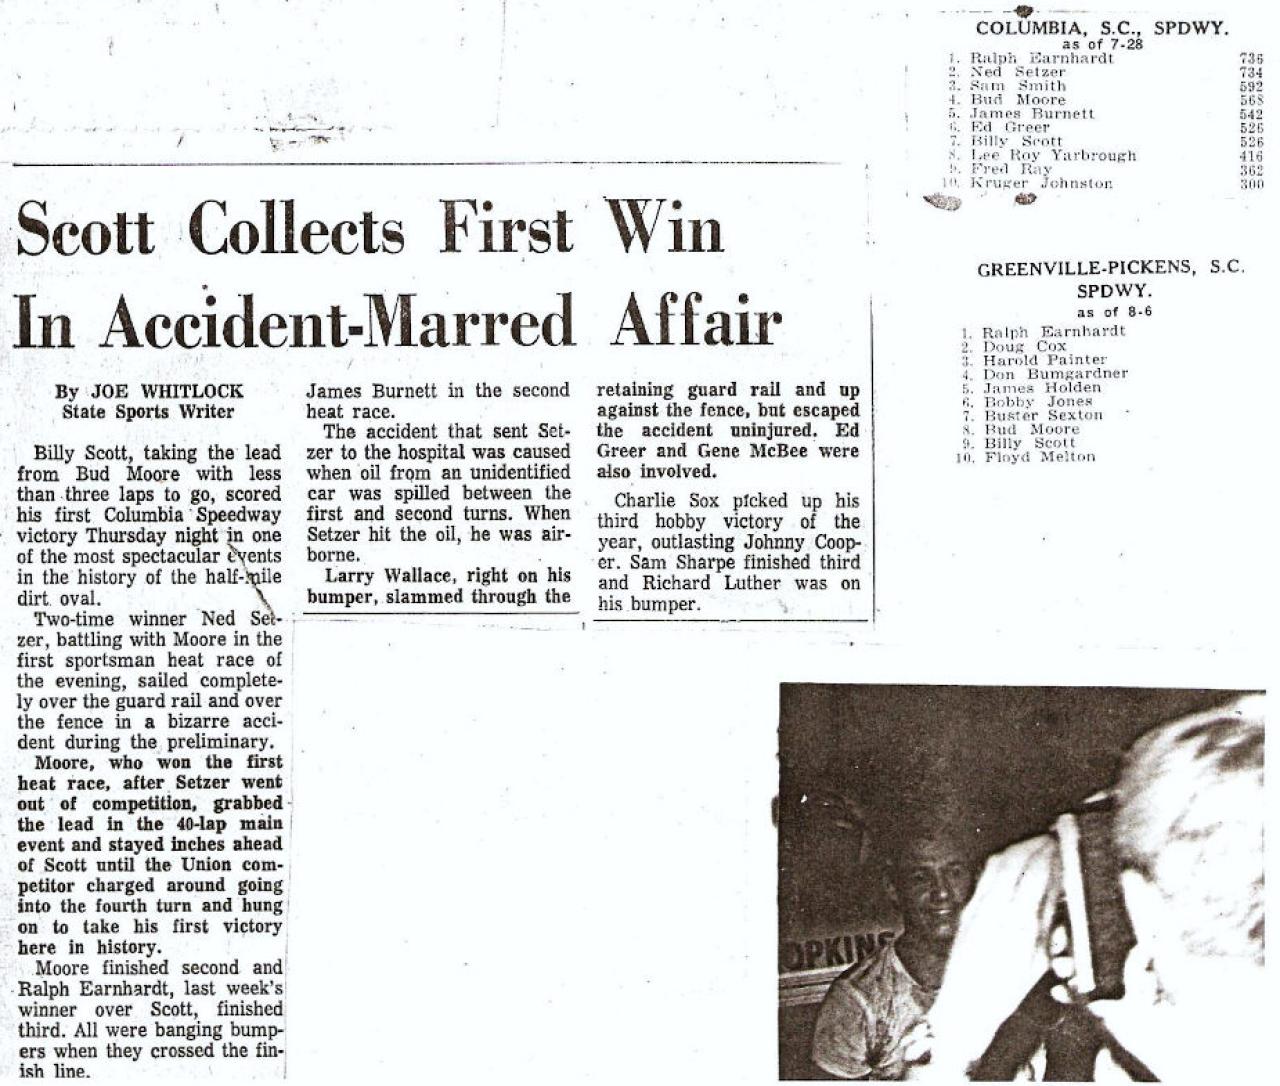 COLUMBIA, S.C., SPDWY.
as of 7-28
1. Ralph Earnhardt 736
2. Ned Setzer 734
3. Sam Smith 592
4. Bud Moore 568
5. James Burnett 542
6. Ed Greer 526
7. Billy Scott 526
8. Lee Roy Yarbrough 416
9. Fred Ray 362
10. Kruger Johnston 300
GREENVILLE-PICKENS, S.C.
SPDWY.
as of 8-6
1. Ralph Earnhardt
2. Doug Cox
3. Harold Painter
4. Don Bumgardner
5. James Holden
6. Bobby Jones
7. Buster Sexton
8. Bud Moore
9. Billy Scott
10. Floyd Melton
Scott Collects First Win
In Accident-Marred Affair
By JOE WHITLOCK
State Sports Writer
Billy Scott, taking the lead
from Bud Moore with less
than three laps to go, scored
his first Columbia Speedway
victory Thursday night in one
of the most spectacular events
in the history of the half-mile
dirt oval.
Two-time winner Ned Set-
zer, battling with Moore in the
first sportsman heat race of
the evening, sailed complete-
ly over the guard rail and over
the fence in a bizarre acci-
dent during the preliminary.
Moore, who won the first
heat race, after Setzer went
out of competition, grabbed
the lead in the 40-lap main
event and stayed inches ahead
of Scott until the Union com-
petitor charged around going
into the fourth turn and hung
on to take his first victory
here in history.
Moore finished second and
Ralph Earnhardt, last week's
winner over Scott, finished
third. All were banging bump-
ers when they crossed the fin-
ish line.
James Burnett in the second
heat race.
The accident that sent Set-
zer to the hospital was caused
when oil from an unidentified
car was spilled between the
first and second turns. When
Setzer hit the oil, he was air-
borne.
Larry Wallace, right on his
bumper, slammed through the
retaining guard rail and up
against the fence, but escaped
the accident uninjured. Ed
Greer and Gene McBee were
also involved.
Charlie Sox picked up his
third hobby victory of the
year, outlasting Johnny Coop-
er. Sam Sharpe finished third
and Richard Luther was on
his bumper.
OPKINS